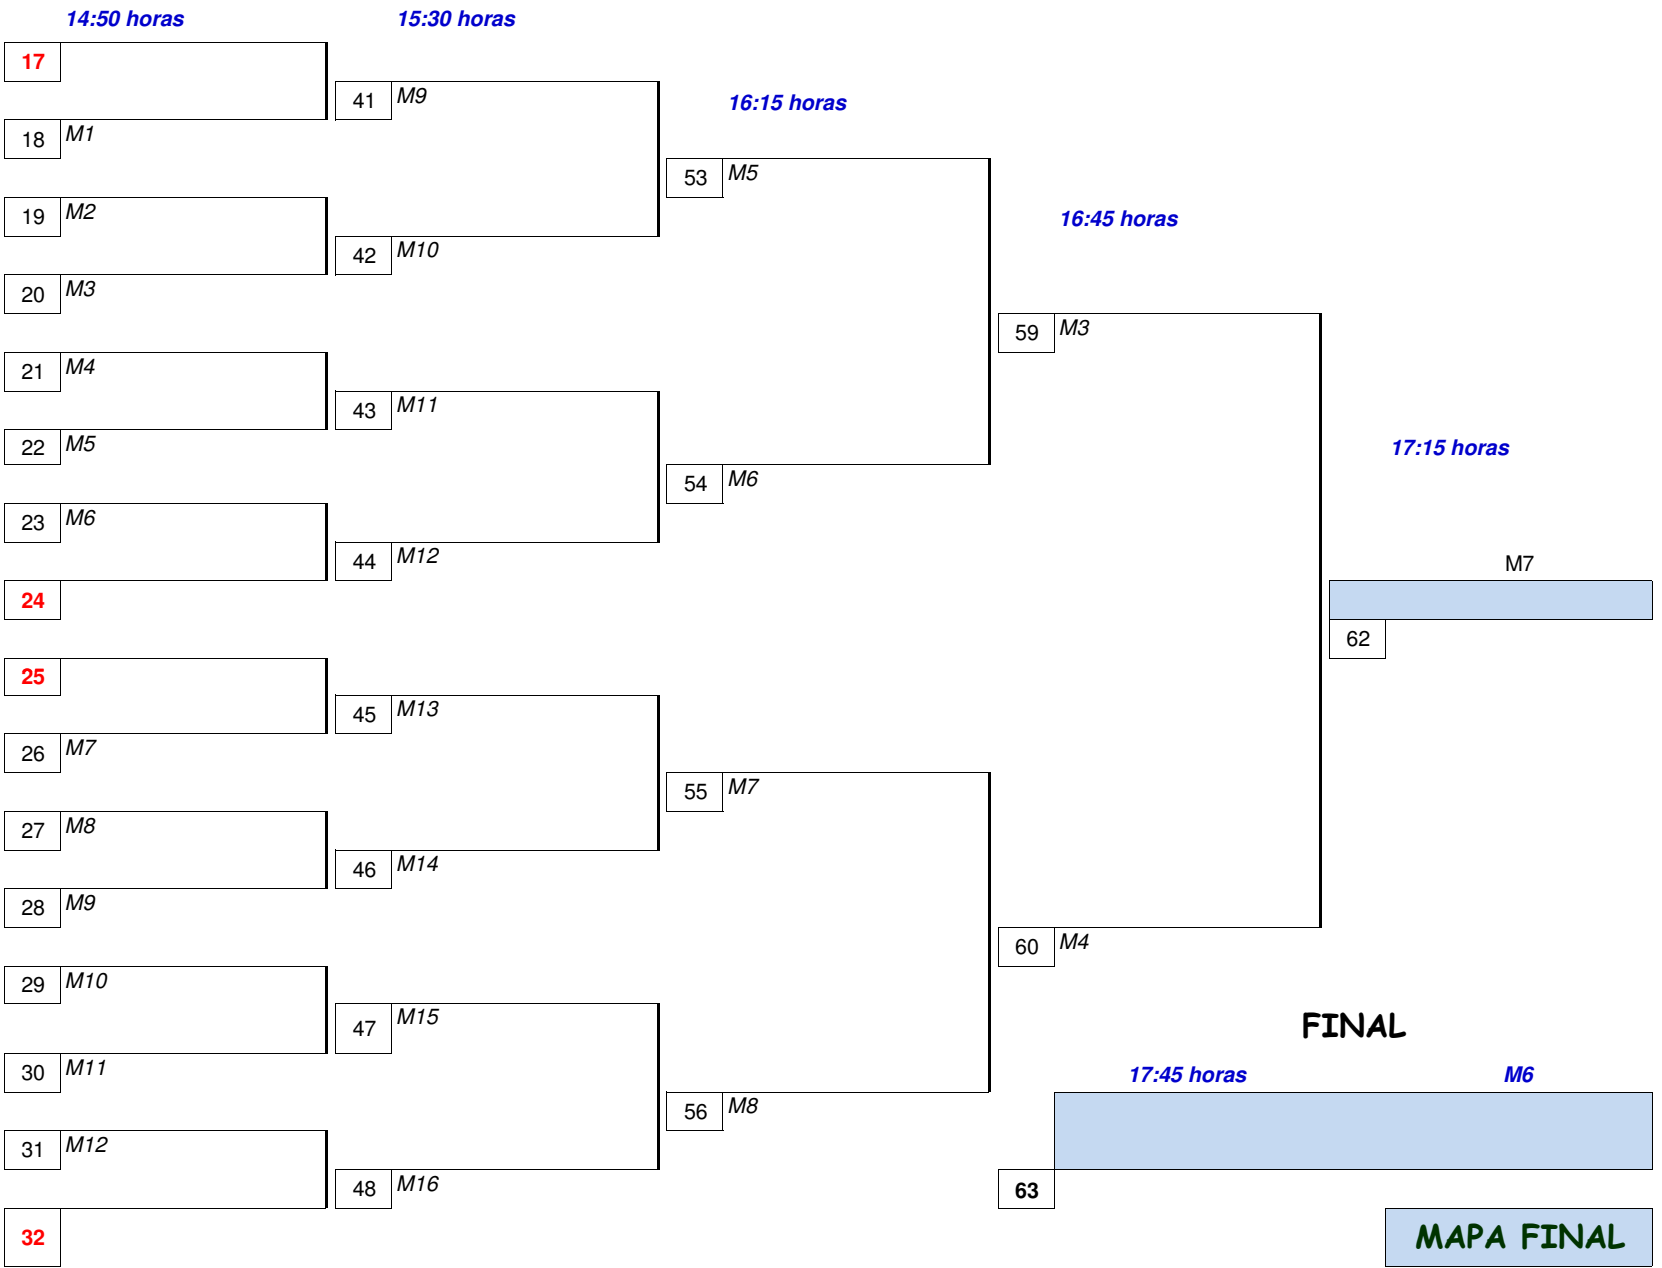 14:50 horas 15:30 horas
17
41 M9 16:15 horas
18 M1
53 M5
19 M2 16:45 horas
42 M10
20 M3
59 M3
21 M4
43 M11
22 M5 17:15 horas
54 M6
23 M6
44 M12 M7
24
62
25
45 M13
26 M7
55 M7
27 M8
46 M14
28 M9
60 M4
29 M10
47 M15 FINAL
30 M11 17:45 horas M6
56 M8
31 M12
48 M16 63
32 MAPA FINAL